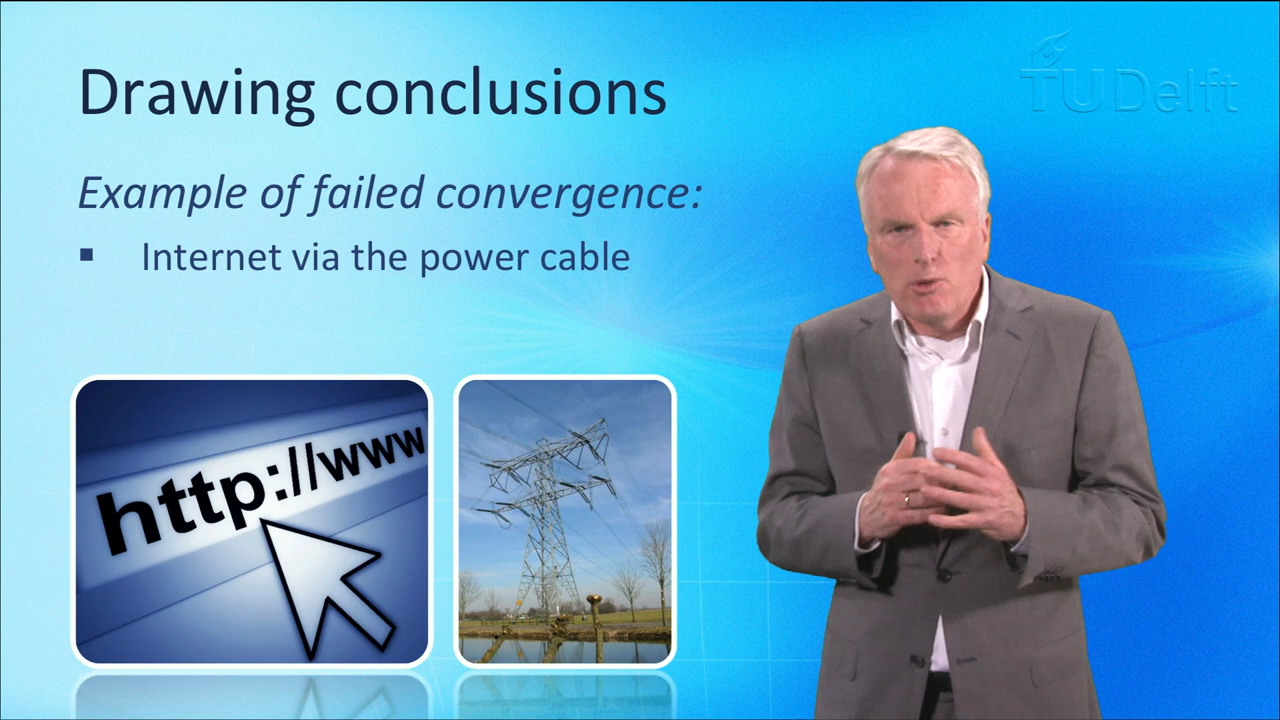 TU Delft
Drawing conclusions
Example of failed convergence:
▪ Internet via the power cable
http://www